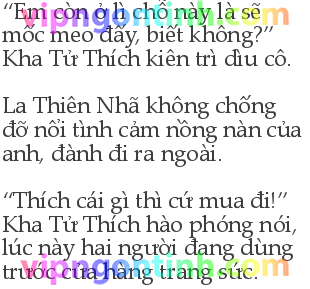 “Em còn ở lì chỗ này là sẽ
mốc meo đấy, biết không?”
Kha Tử Thích kiên trì dìu cô.
La Thiên Nhã không chống
đỡ nổi tình cảm nồng nàn của
anh, đành đi ra ngoài.
“Thích cái gì thì cứ mua đi!”
Kha Tử Thích hào phóng nói,
lúc này hai người đang dừng
trước cửa hàng trang sức.
vipngontinh.com
vipngontinh.com